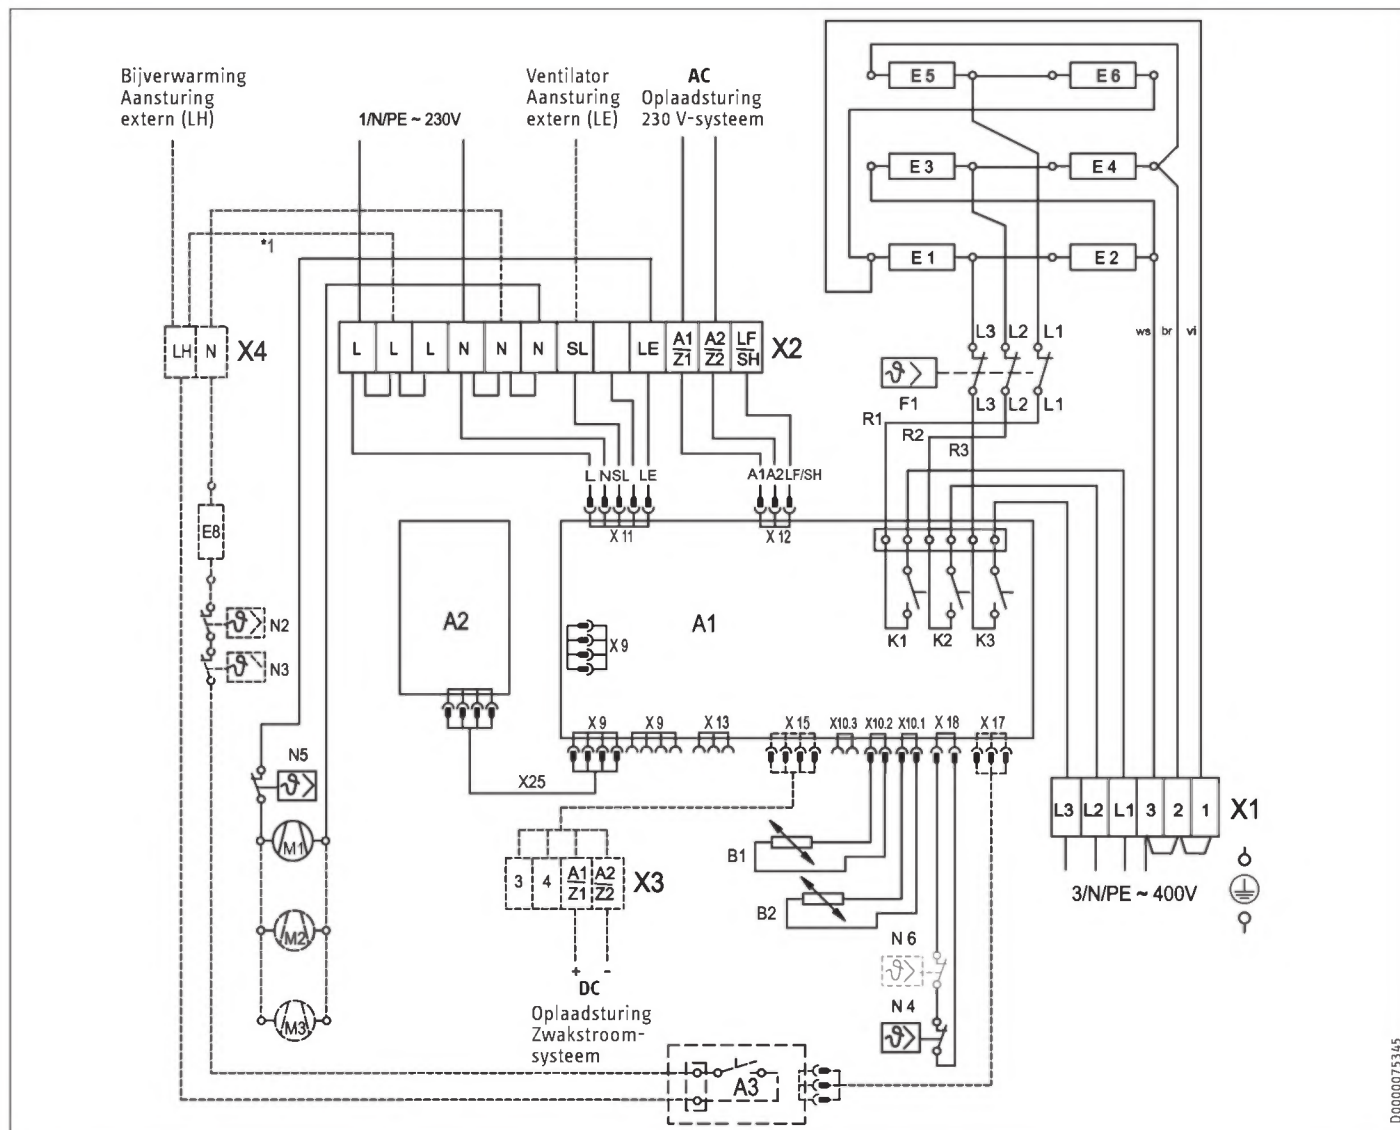 Bijverwarming
Aansturing
extern (LH)
1/N/PE ~ 230V
Ventilator
Aansturing
extern (LE)
AC
Oplaadsturing
230 V-systeem
E 5
E 6
E 3
E 4
E 1
E 2
*1
LH N X4
L L L N N N SL LE A1/Z1 A2/Z2 LF/SH X2
L3 L2 L1
ws br vi
F1
L3 L2 L1
R1
R2
R3
L N SL LE
A1 A2 LF/SH
X 11
X 12
E8
A2
A1
X 9
K1 K2 K3
N2
N3
X 9 X 9 X 13 X 15 X10.3 X10.2 X10.1 X 18 X 17
N5
X25
L3 L2 L1 3 2 1 X1
3/N/PE ~ 400V
M1
B1
3 4 A1/Z1 A2/Z2 X3
B2
M2
N 6
+ -
DC
Oplaadsturing
Zwakstroom-
systeem
N 4
M3
A3
D0000075345